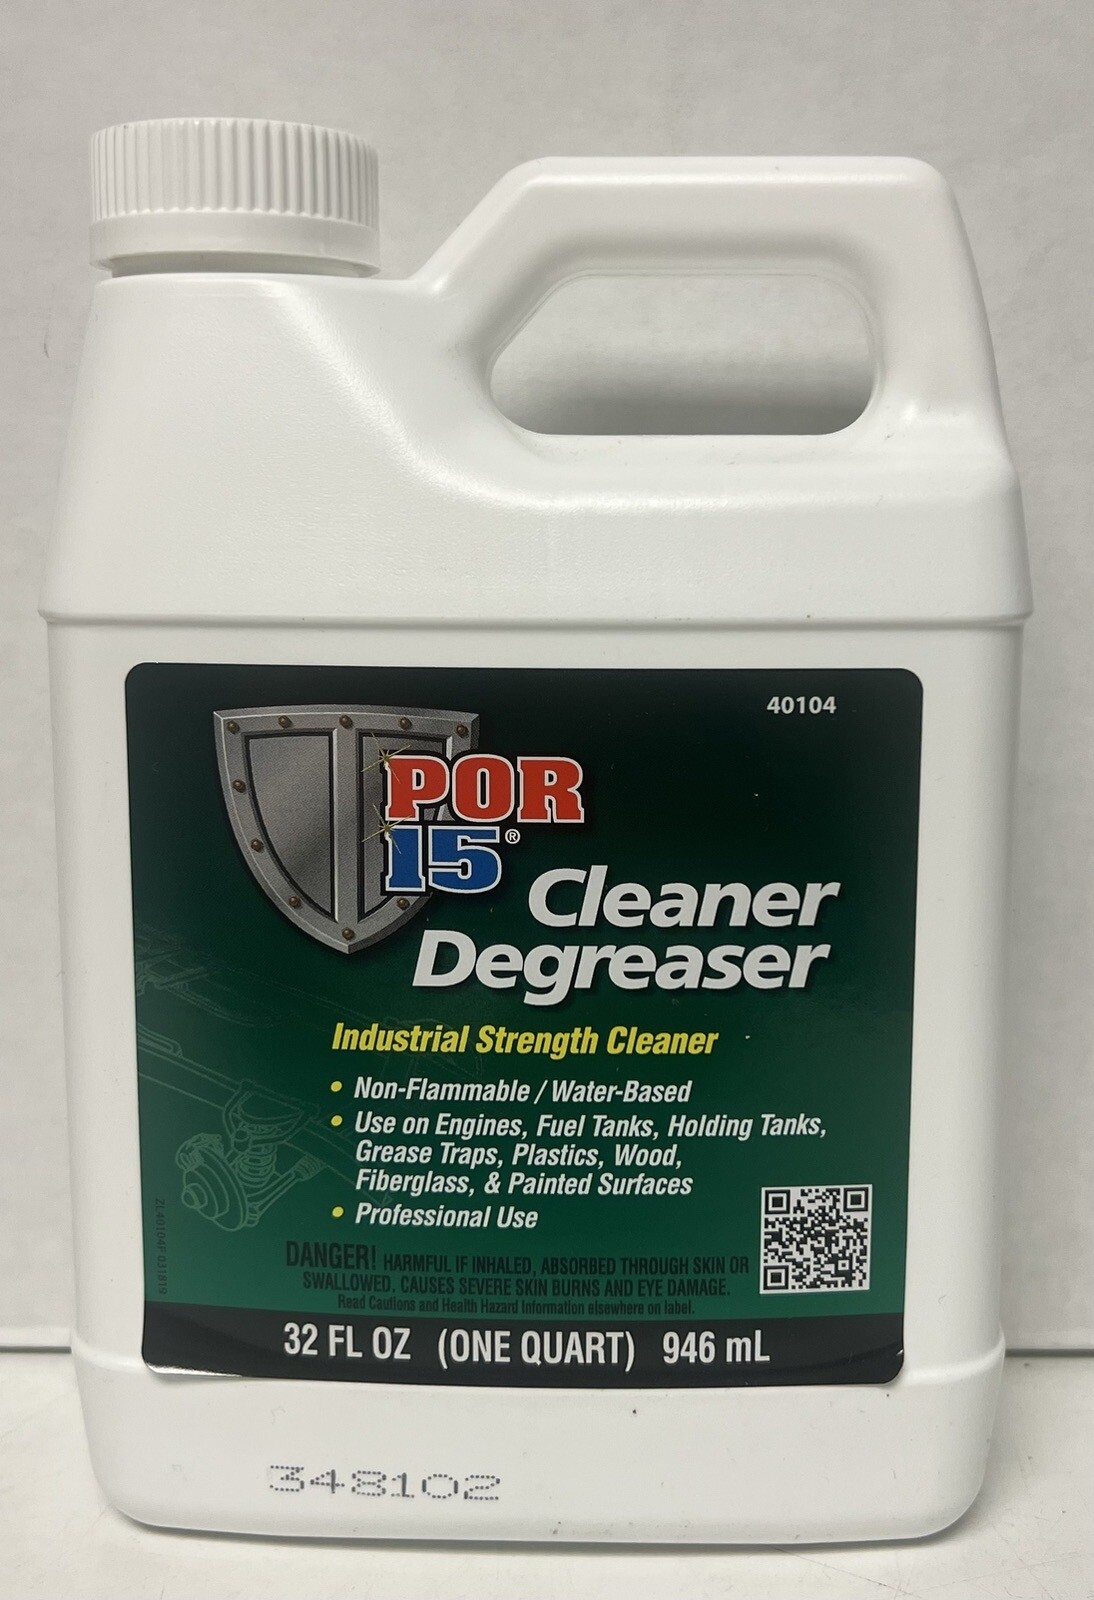 40104
POR
15®
Cleaner
Degreaser
Industrial Strength Cleaner
• Non-Flammable / Water-Based
• Use on Engines, Fuel Tanks, Holding Tanks,
Grease Traps, Plastics, Wood,
Fiberglass, & Painted Surfaces
• Professional Use
ZL40104F 031819
DANGER! HARMFUL IF INHALED, ABSORBED THROUGH SKIN OR
SWALLOWED. CAUSES SEVERE SKIN BURNS AND EYE DAMAGE.
Read Cautions and Health Hazard Information elsewhere on label.
32 FL OZ (ONE QUART) 946 mL
348102